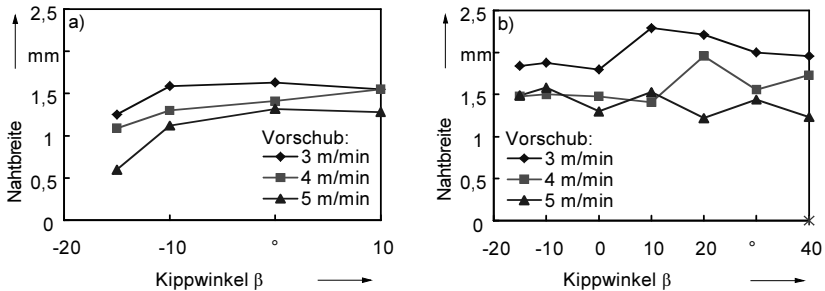 a)
2,5
mm
1,5
1
0,5
0
Nahtbreite
Vorschub:
3 m/min
4 m/min
5 m/min
-20 -10 ° 10
Kippwinkel β
b)
2,5
mm
1,5
1
0,5
0
Nahtbreite
Vorschub:
3 m/min
4 m/min
5 m/min
-20 -10 0 10 20 ° 40
Kippwinkel β